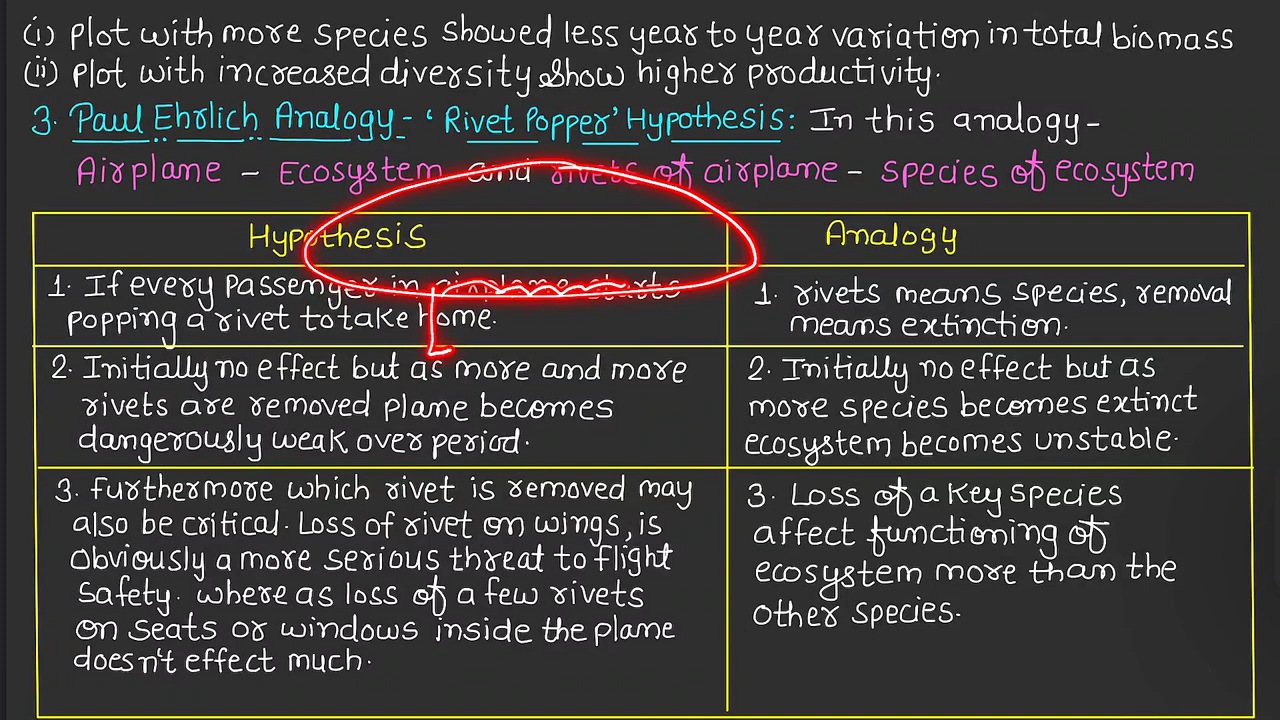 (i) Plot with more species showed less year to year variation in total biomass
(ii) Plot with increased diversity show higher productivity.
3. Paul Ehrlich Analogy- 'Rivet Popper' Hypothesis: In this analogy-
Airplane - Ecosystem and rivets of airplane - species of ecosystem
Hypothesis
1. If every passenger in airplane starts
popping a rivet to take home.
2. Initially no effect but as more and more
rivets are removed plane becomes
dangerously weak over period.
3. Furthermore which rivet is removed may
also be critical. Loss of rivet on wings, is
obviously a more serious threat to flight
safety. where as loss of a few rivets
on seats or windows inside the plane
doesn't effect much.
Analogy
1. rivets means species, removal
means extinction.
2. Initially no effect but as
more species becomes extinct
ecosystem becomes unstable.
3. Loss of a key species
affect functioning of
ecosystem more than the
other species.